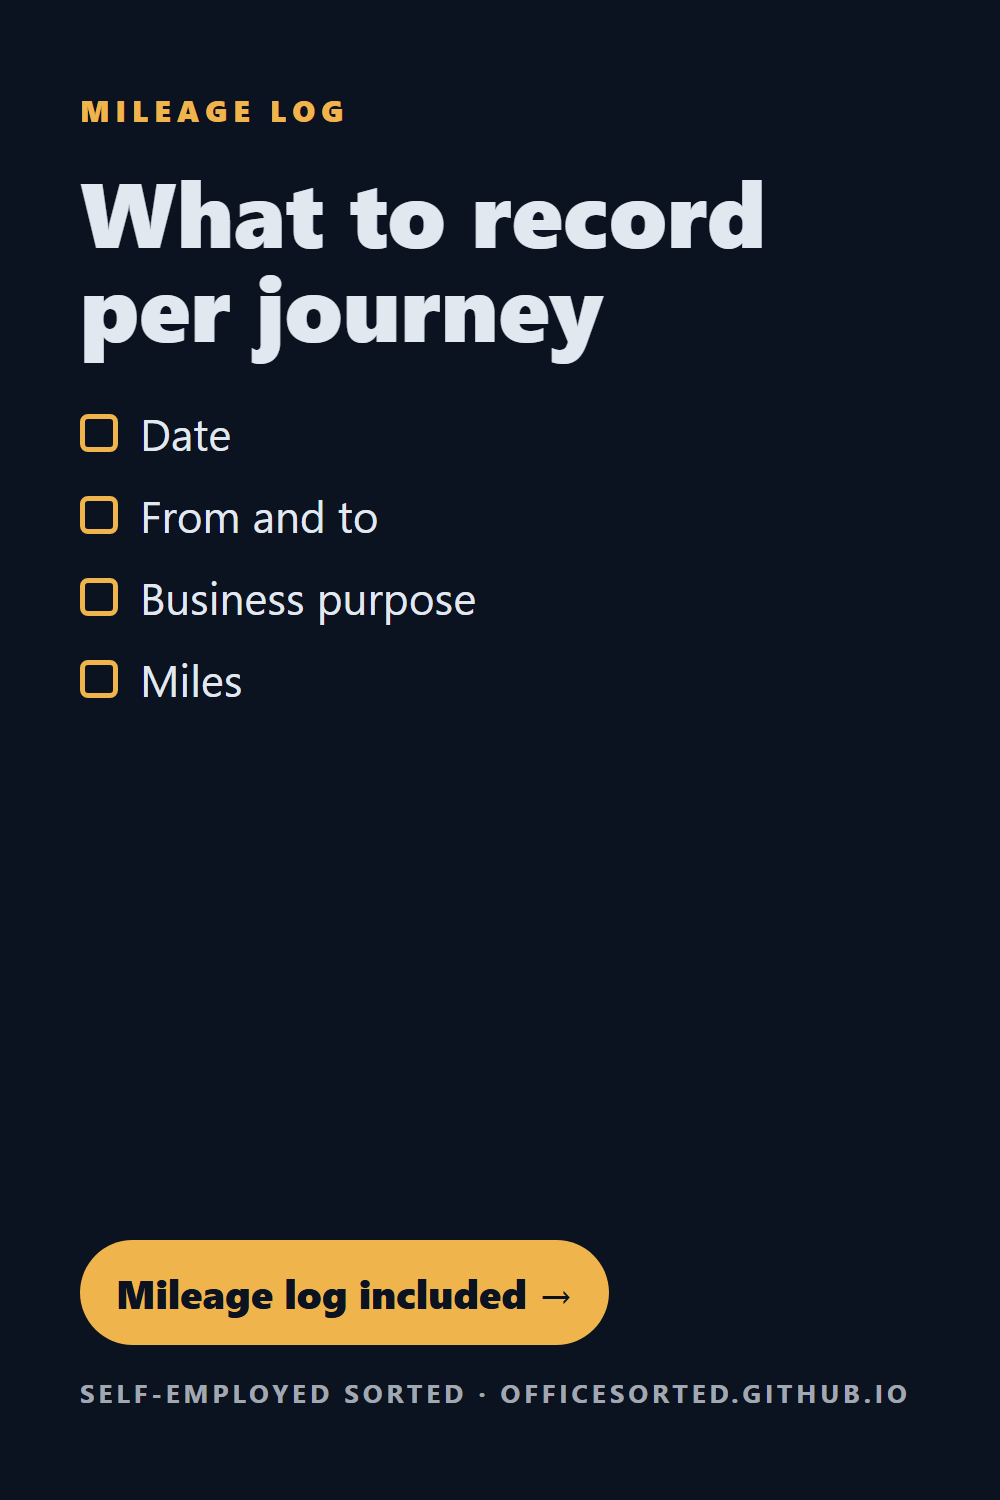 MILEAGE LOG
What to record
per journey
Date
From and to
Business purpose
Miles
Mileage log included →
SELF-EMPLOYED SORTED · OFFICESORTED.GITHUB.IO